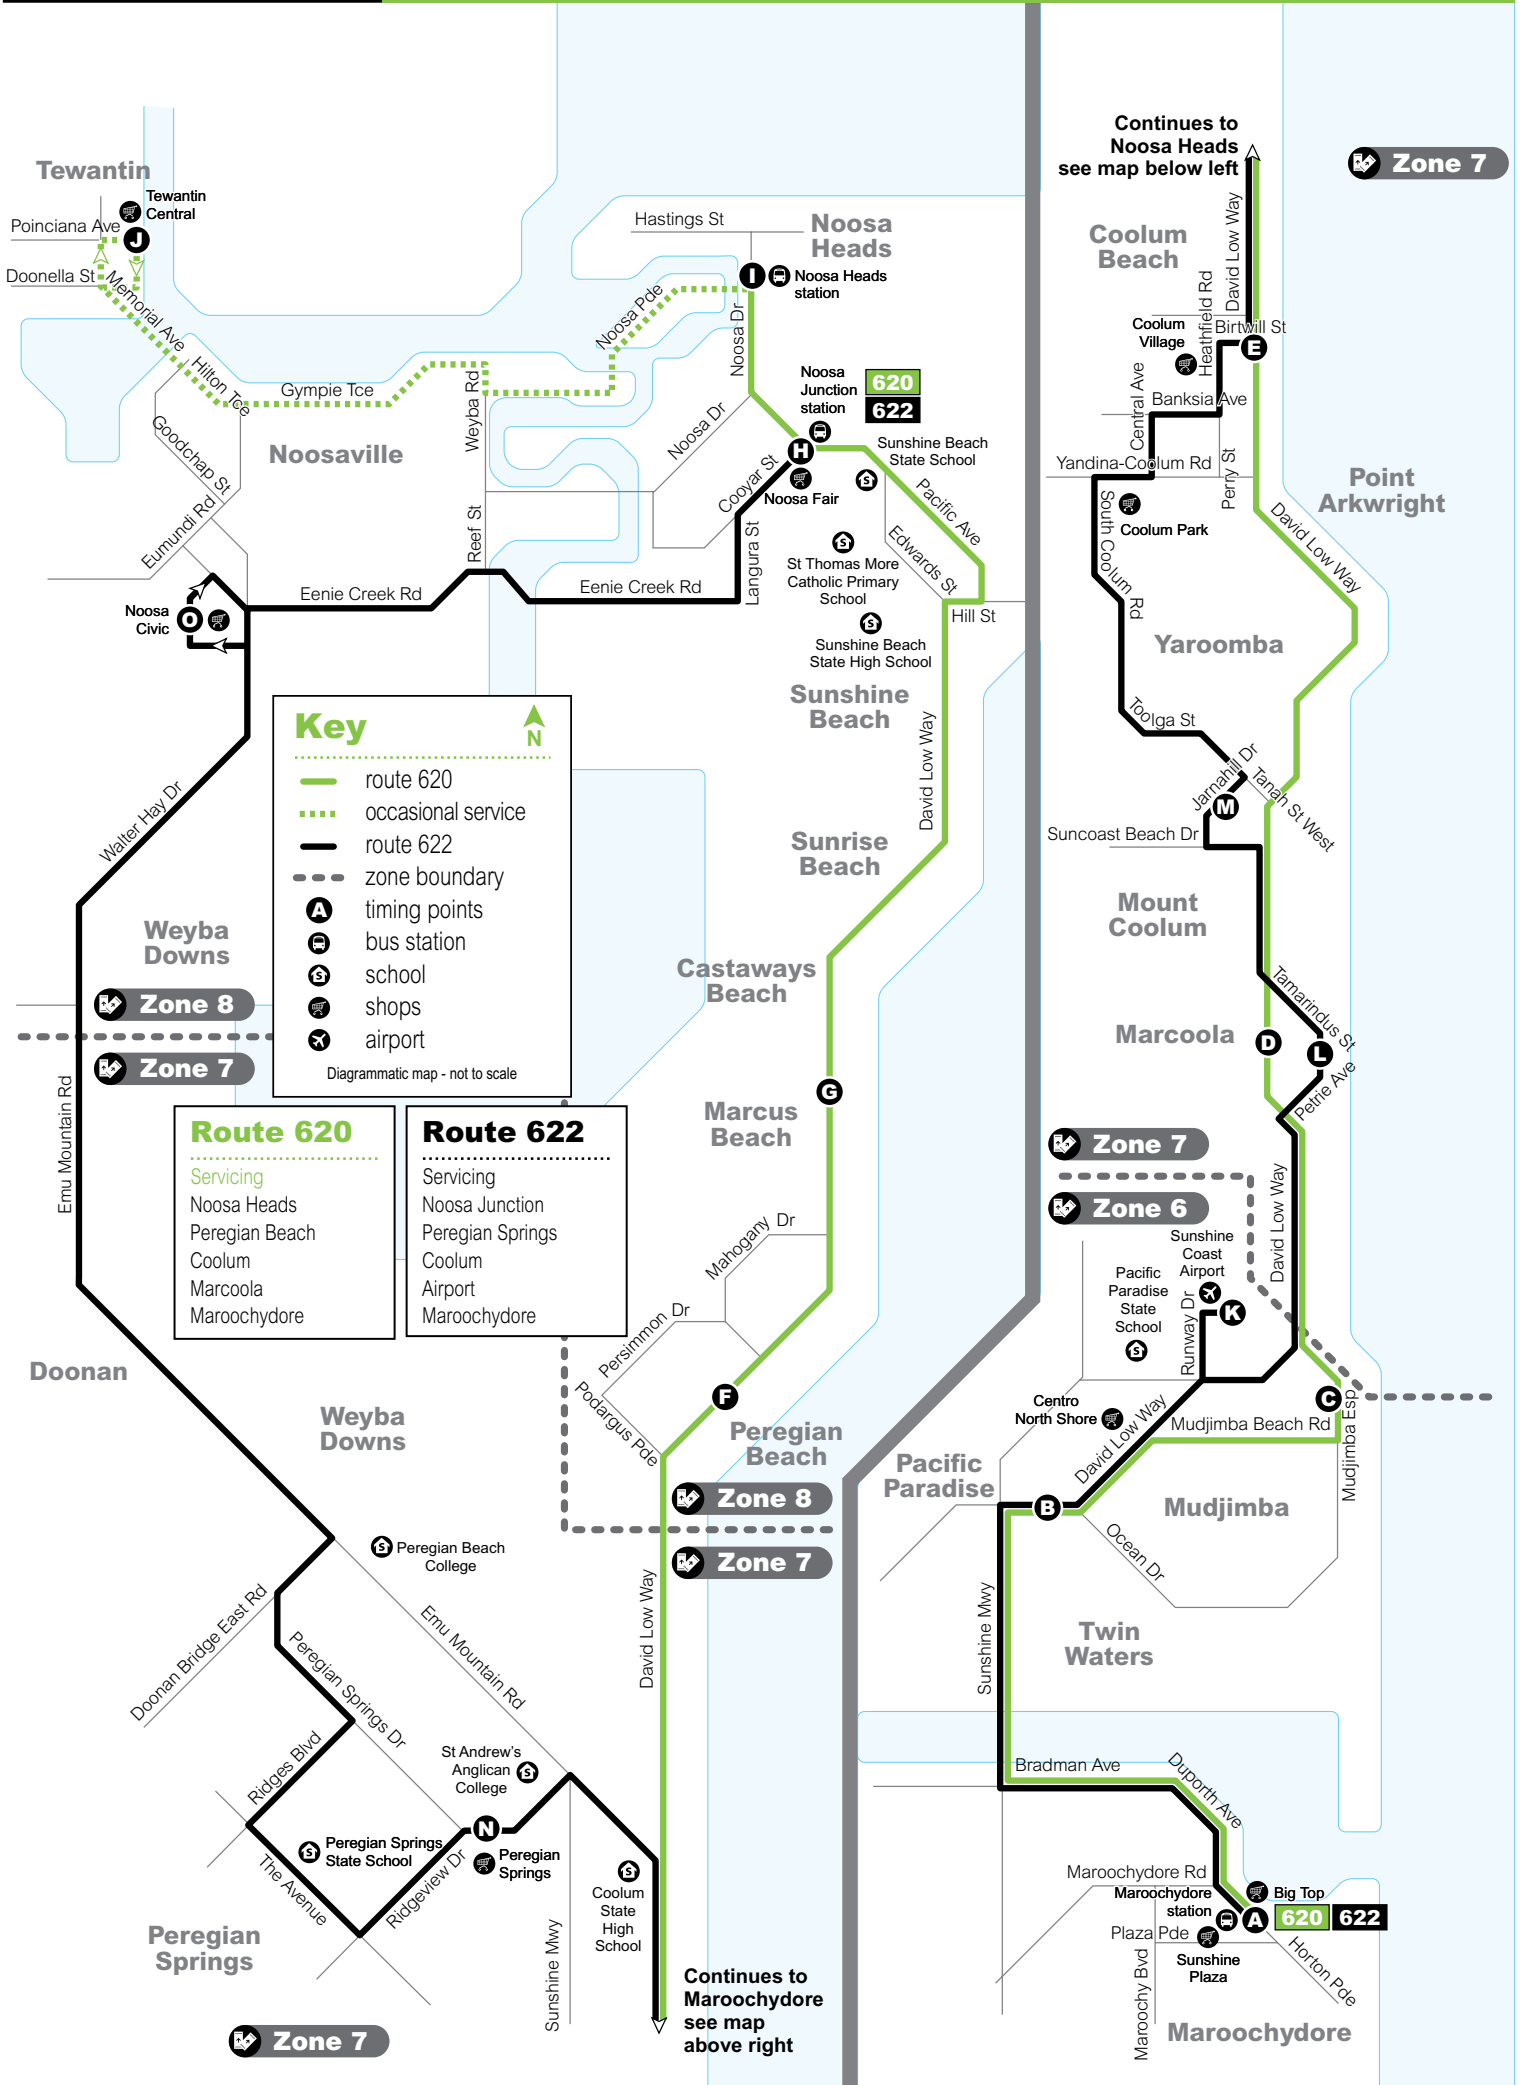 Tewantin
Tewantin
Central
Poinciana Ave
J
Doonella St
Memorial Ave
Hilton Tce
Gympie Tce
Goodchap St
Eumundi Rd
Noosaville
Weyba Rd
Reef St
Noosa Pde
Hastings St
Noosa
Heads
I
Noosa Heads
station
Noosa Dr
Noosa Dr
Noosa
Junction
station
620
622
H
Noosa Fair
Cooyar St
Langura St
Sunshine Beach
State School
Pacific Ave
Edwards St
St Thomas More
Catholic Primary
School
Hill St
Sunshine Beach
State High School
Eenie Creek Rd
Eenie Creek Rd
Noosa
Civic
O
Sunshine
Beach
David Low Way
Sunrise
Beach
Castaways
Beach
G
Marcus
Beach
Mahogany Dr
Persimmon Dr
Podargus Pde
F
Peregian
Beach
Zone 8
Zone 7
David Low Way
Walter Hay Dr
Weyba
Downs
Zone 8
Zone 7
Emu Mountain Rd
Key
N
route 620
occasional service
route 622
zone boundary
A timing points
bus station
school
shops
airport
Diagrammatic map - not to scale
Route 620
Servicing
Noosa Heads
Peregian Beach
Coolum
Marcoola
Maroochydore
Route 622
Servicing
Noosa Junction
Peregian Springs
Coolum
Airport
Maroochydore
Doonan
Weyba
Downs
Peregian Beach
College
Doonan Bridge East Rd
Emu Mountain Rd
Peregian Springs Dr
Ridges Blvd
St Andrew's
Anglican
College
N
Peregian Springs
State School
Peregian
Springs
The Avenue
Ridgeview Dr
Coolum
State
High
School
Sunshine Mwy
Peregian
Springs
Zone 7
Continues to
Maroochydore
see map
above right
Continues to
Noosa Heads
see map below left
Zone 7
Coolum
Beach
David Low Way
Heathfield Rd
Coolum
Village
Birtwill St
E
Central Ave
Banksia Ave
Yandina-Coolum Rd
Perry St
Point
Arkwright
South Coolum Rd
Coolum Park
David Low Way
Yaroomba
Toolga St
Jarnahill Dr
Tanah St West
M
Suncoast Beach Dr
Mount
Coolum
Tamarindus St
Marcoola
D
L
Petrie Ave
Zone 7
Zone 6
David Low Way
Sunshine
Coast
Airport
K
Pacific
Paradise
State
School
Runway Dr
C
Centro
North Shore
David Low Way
Mudjimba Beach Rd
Mudjimba Esp
Pacific
Paradise
B
Mudjimba
Ocean Dr
Sunshine Mwy
Twin
Waters
Bradman Ave
Duporth Ave
Maroochydore Rd
Maroochydore
station
Big Top
A
620
622
Plaza Pde
Sunshine
Plaza
Maroochy Bvd
Horton Pde
Maroochydore